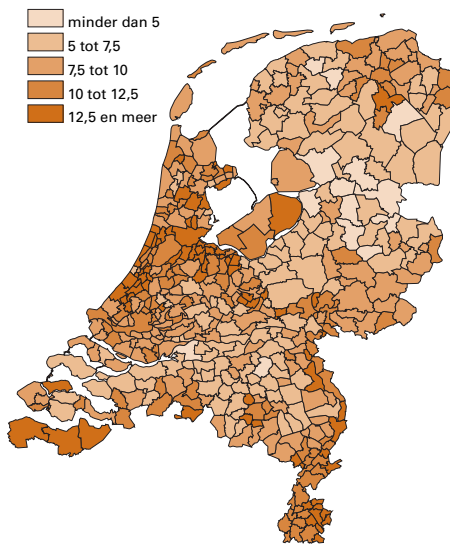 minder dan 5
5 tot 7,5
7,5 tot 10
10 tot 12,5
12,5 en meer